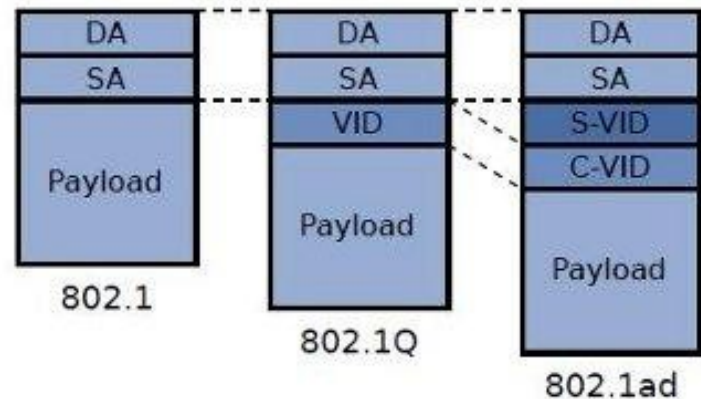 DA
SA
Payload
802.1
DA
SA
VID
Payload
802.1Q
DA
SA
S-VID
C-VID
Payload
802.1ad